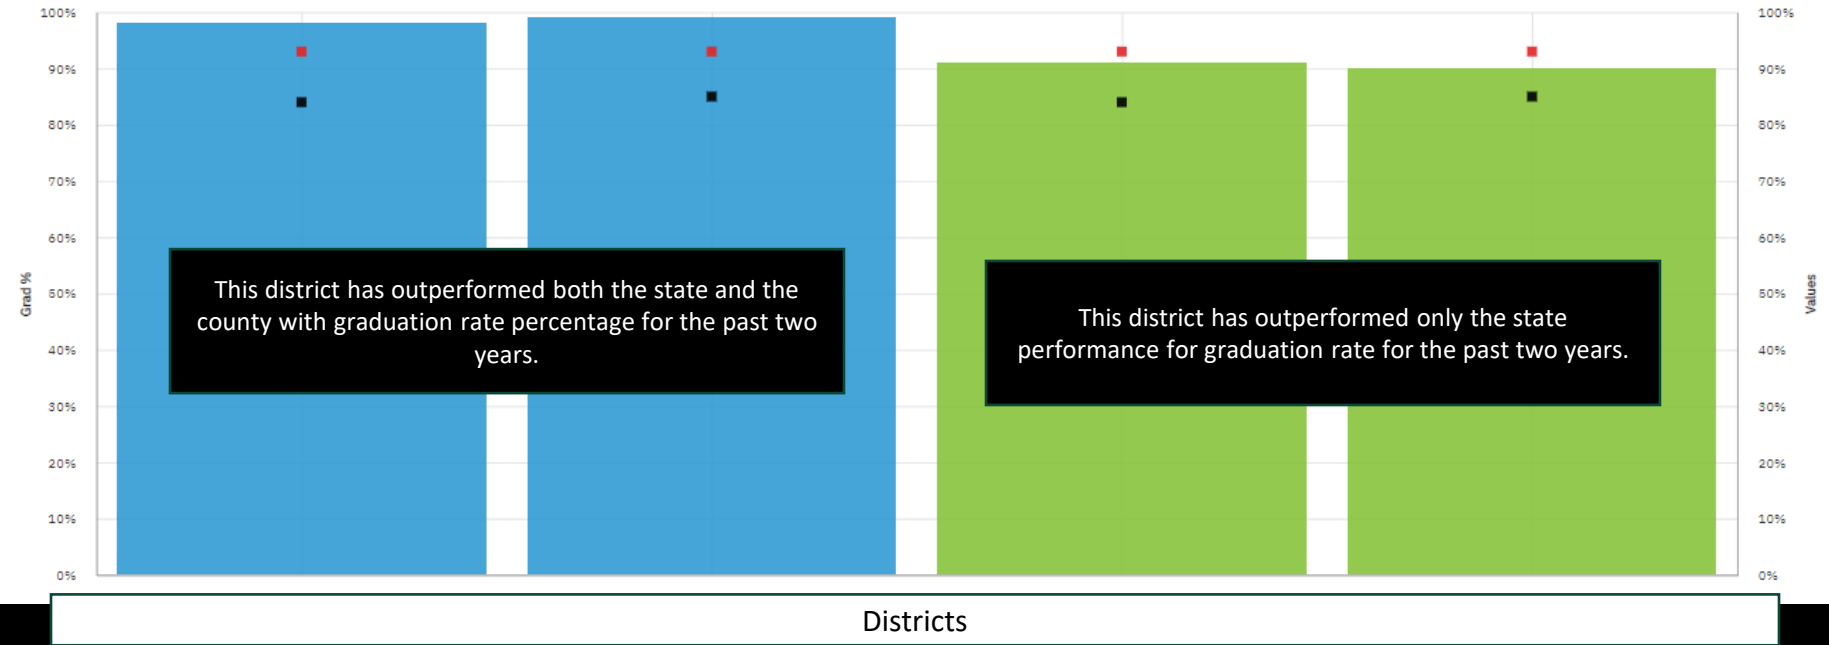 100%
90%
80%
70%
60%
50%
40%
30%
20%
10%
0%
Grad %
This district has outperformed both the state and the
county with graduation rate percentage for the past two
years.
This district has outperformed only the state
performance for graduation rate for the past two years.
100%
90%
80%
70%
60%
50%
40%
30%
20%
10%
0%
Values
Districts